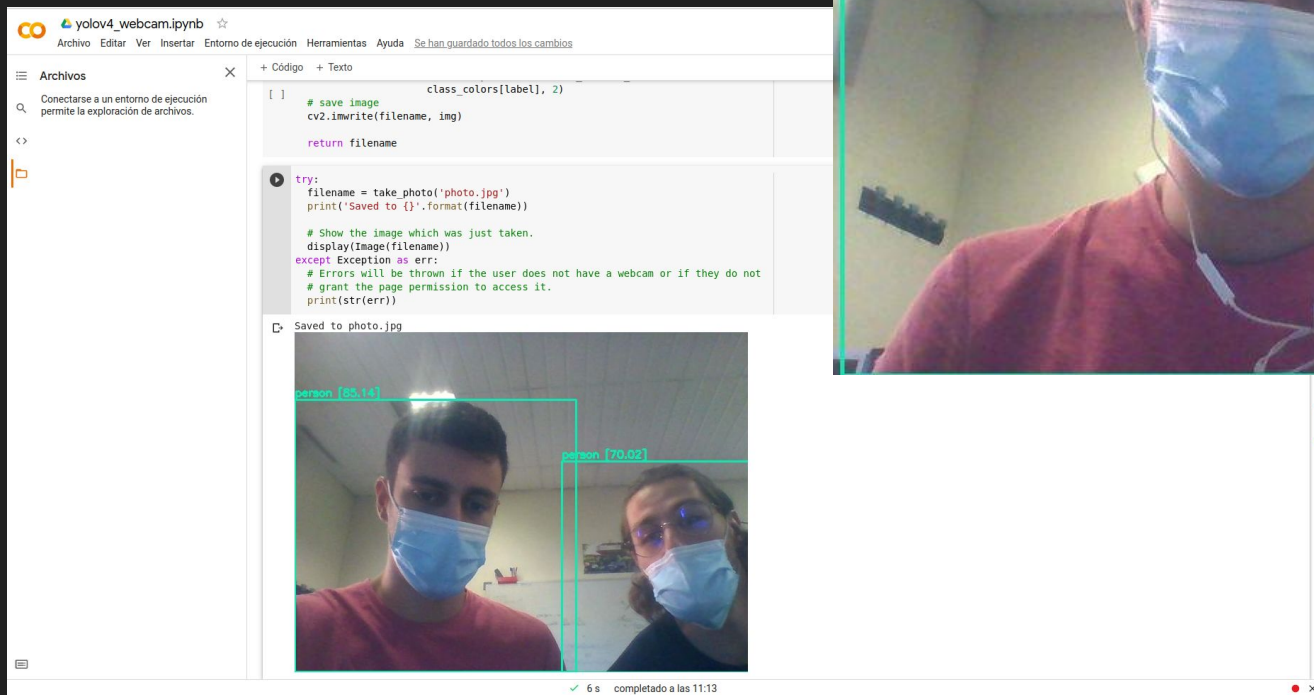 yolov4_webcam.ipynb
Archivo Editar Ver Insertar Entorno de ejecución Herramientas Ayuda Se han guardado todos los cambios
Archivos
Conectarse a un entorno de ejecución
permite la exploración de archivos.
+ Código + Texto
[ ]
class_colors[label], 2)
# save image
cv2.imwrite(filename, img)
return filename
try:
filename = take_photo('photo.jpg')
print('Saved to {}'.format(filename))
# Show the image which was just taken.
display(Image(filename))
except Exception as err:
# Errors will be thrown if the user does not have a webcam or if they do not
# grant the page permission to access it.
print(str(err))
Saved to photo.jpg
person [85.14]
person [70.02]
6 s completado a las 11:13